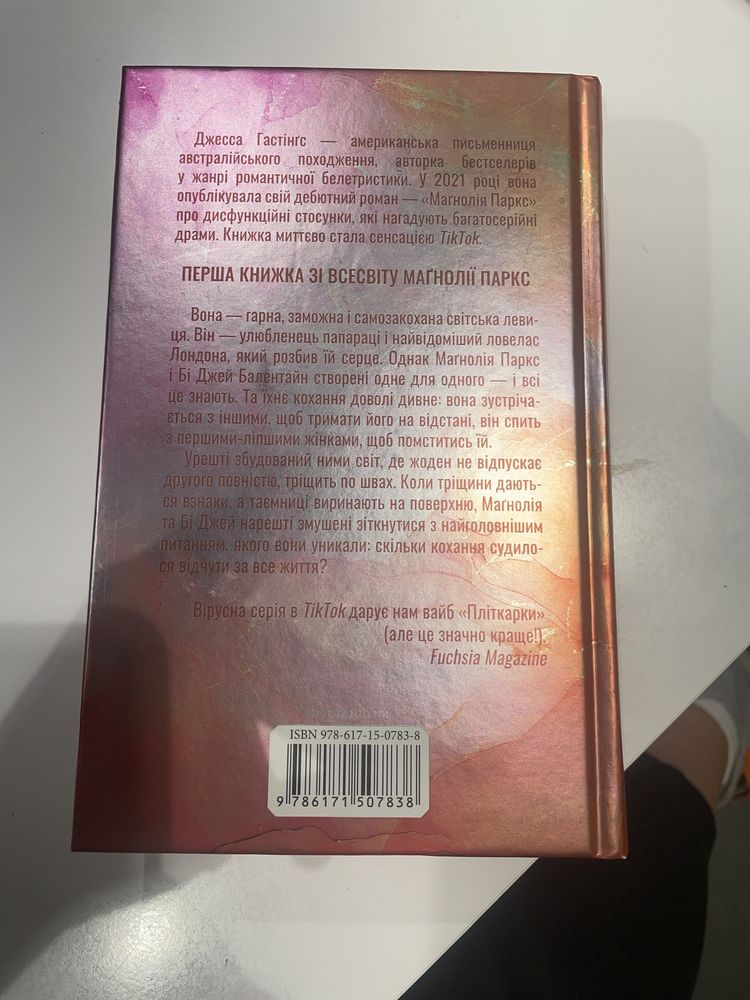 Джесса Гастінґс — американська письменниця
австралійського походження, авторка бестселерів
у жанрі романтичної белетристики. У 2021 році вона
опублікувала свій дебютний роман — «Маґнолія Паркс»
про дисфункційні стосунки, які нагадують багатосерійні
драми. Книжка миттєво стала сенсацією TikTok.
ПЕРША КНИЖКА ЗІ ВСЕСВІТУ МАҐНОЛІЇ ПАРКС
Вона — гарна, заможна і самозакохана світська леви-
ця. Він — улюбленець папараці і найвідоміший ловелас
Лондона, який розбив їй серце. Однак Маґнолія Паркс
і Бі Джей Балентайн створені одне для одного — і всі
це знають. Та їхнє кохання доволі дивне: вона зустріча-
ється з іншими, щоб тримати його на відстані, він спить
з першими-ліпшими жінками, щоб помститись їй.
Урешті збудований ними світ, де жоден не відпускає
другого повністю, тріщить по швах. Коли тріщини дають-
ся взнаки, а таємниці виринають на поверхню, Маґнолія
та Бі Джей нарешті змушені зіткнутися з найголовнішим
питанням, якого вони уникали: скільки кохання судило-
ся відчути за все життя?
Вірусна серія в TikTok дарує нам вайб «Пліткарки»
(але це значно краще!).
Fuchsia Magazine
ISBN 978-617-15-0783-8
9 786171 507838